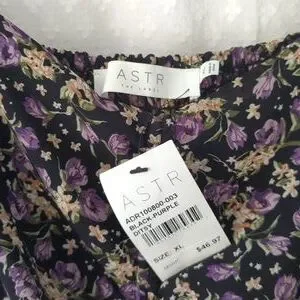 ASTR
THE LABEL
ASTR
ADR100800-003
BLACK PURPLE
DITSY
SIZE: XL
$46.97